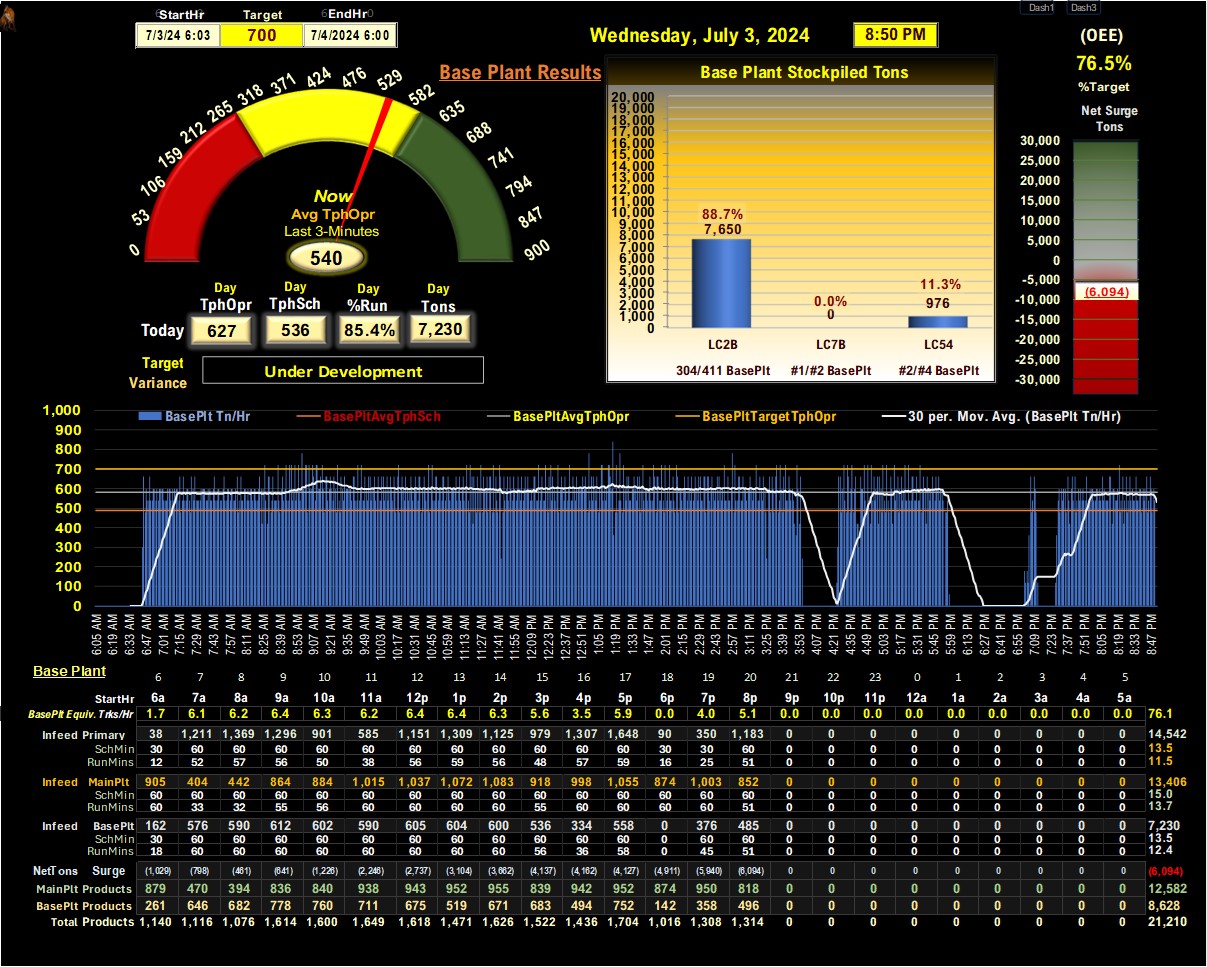 Dash1 Dash3
StartHr Target EndHr
7/3/24 6:03 700 7/4/2024 6:00
Wednesday, July 3, 2024 8:50 PM
(OEE)
76.5%
%Target
Net Surge
Tons
Base Plant Results
0 53 106 159 212 265 318 371 424 476 529 582 635 688 741 794 847 900
Now
Avg TphOpr
Last 3-Minutes
540
Day Day Day Day
TphOpr TphSch %Run Tons
Today 627 536 85.4% 7,230
Target
Variance
Under Development
Base Plant Stockpiled Tons
20,000
19,000
18,000
17,000
16,000
15,000
14,000
13,000
12,000
11,000
10,000
9,000
8,000
7,000
6,000
5,000
4,000
3,000
2,000
1,000
0
88.7% 0.0% 11.3%
7,650 0 976
LC2B LC7B LC54
304/411 BasePlt #1/#2 BasePlt #2/#4 BasePlt
30,000
25,000
20,000
15,000
10,000
5,000
0
-5,000
(6,094)
-10,000
-15,000
-20,000
-25,000
-30,000
BasePlt Tn/Hr BasePltAvgTphSch BasePltAvgTphOpr BasePltTargetTphOpr 30 per. Mov. Avg. (BasePlt Tn/Hr)
1,000
900
800
700
600
500
400
300
200
100
0
6:05 AM 6:19 AM 6:33 AM 6:47 AM 7:15 AM 7:29 AM 7:43 AM 7:57 AM 8:11 AM 8:25 AM 8:39 AM 8:53 AM 9:07 AM 9:21 AM 9:35 AM 9:49 AM 10:03 AM 10:45 AM 10:59 AM 11:13 AM 11:27 AM 11:41 AM 11:55 AM 12:09 PM 12:23 PM 12:37 PM 12:51 PM 1:05 PM 1:19 PM 1:33 PM 1:47 PM 2:01 PM 2:15 PM 2:29 PM 2:43 PM 2:57 PM 3:11 PM 3:25 PM 3:39 PM 3:53 PM 4:07 PM 4:21 PM 4:35 PM 4:49 PM 5:03 PM 5:17 PM 5:31 PM 5:45 PM 5:59 PM 6:13 PM 6:27 PM 6:41 PM 6:55 PM 7:09 PM 7:23 PM 7:37 PM 7:51 PM 8:05 PM 8:19 PM 8:33 PM 8:47 PM
Base Plant
6 7 8 9 10 11 12 13 14 15 16 17 18 19 20 21 22 23 0 1 2 3 4 5
StartHr 6a 7a 8a 9a 10a 11a 12p 1p 2p 3p 4p 5p 6p 7p 8p 9p 10p 11p 12a 1a 2a 3a 4a 5a
BasePlt Equiv. Trks/Hr 1.7 6.1 6.2 6.4 6.3 6.2 6.4 6.4 6.3 5.6 3.5 5.9 0.0 4.0 5.1 0.0 0.0 0.0 0.0 0.0 0.0 0.0 0.0 0.0 76.1
Infeed Primary 38 1,211 1,369 1,296 901 585 1,151 1,309 1,125 979 1,307 1,648 90 350 1,183 0 0 0 0 0 0 0 0 0 14,542
SchMin 30 60 60 60 60 60 60 60 60 60 60 60 30 30 60 0 0 0 0 0 0 0 0 0 13.5
RunMins 12 52 57 56 50 38 56 59 56 48 57 59 16 25 51 0 0 0 0 0 0 0 0 0 11.5
Infeed MainPlt 905 404 442 864 884 1,015 1,037 1,072 1,083 918 998 1,055 874 1,003 852 0 0 0 0 0 0 0 0 0 13,406
SchMin 60 60 60 60 60 60 60 60 60 60 60 60 60 60 60 0 0 0 0 0 0 0 0 0 15.0
RunMins 60 33 32 55 56 60 60 60 60 55 60 60 60 60 51 0 0 0 0 0 0 0 0 0 13.7
Infeed BasePlt 162 576 590 612 602 590 605 604 600 536 334 558 0 376 485 0 0 0 0 0 0 0 0 0 7,230
SchMin 30 60 60 60 60 60 60 60 60 60 60 60 0 60 60 0 0 0 0 0 0 0 0 0 13.5
RunMins 18 60 60 60 60 60 60 60 60 56 36 58 0 45 51 0 0 0 0 0 0 0 0 0 12.4
NetTons Surge (1,029) (798) (461) (641) (1,226) (2,246) (2,737) (3,104) (3,662) (4,137) (4,162) (4,127) (4,911) (5,940) (6,094) 0 0 0 0 0 0 0 0 0 (6,094)
MainPlt Products 879 470 394 836 840 938 943 952 955 839 942 952 874 950 818 0 0 0 0 0 0 0 0 0 12,582
BasePlt Products 261 646 682 778 760 711 675 519 671 683 494 752 142 358 496 0 0 0 0 0 0 0 0 0 8,628
Total Products 1,140 1,116 1,076 1,614 1,600 1,649 1,618 1,471 1,626 1,522 1,436 1,704 1,016 1,308 1,314 0 0 0 0 0 0 0 0 0 21,210